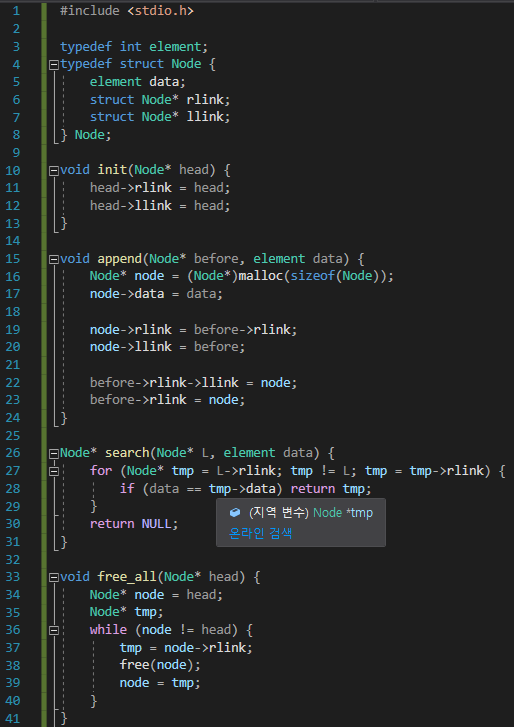 1 #include <stdio.h>
2
3 typedef int element;
4 typedef struct Node {
5 element data;
6 struct Node* rlink;
7 struct Node* llink;
8 } Node;
9
10 void init(Node* head) {
11 head->rlink = head;
12 head->llink = head;
13 }
14
15 void append(Node* before, element data) {
16 Node* node = (Node*)malloc(sizeof(Node));
17 node->data = data;
18
19 node->rlink = before->rlink;
20 node->llink = before;
21
22 before->rlink->llink = node;
23 before->rlink = node;
24 }
25
26 Node* search(Node* L, element data) {
27 for (Node* tmp = L->rlink; tmp != L; tmp = tmp->rlink) {
28 if (data == tmp->data) return tmp;
29 }
(지역 변수) Node *tmp
30 return NULL;
온라인 검색
31 }
32
33 void free_all(Node* head) {
34 Node* node = head;
35 Node* tmp;
36 while (node != head) {
37 tmp = node->rlink;
38 free(node);
39 node = tmp;
40 }
41 }